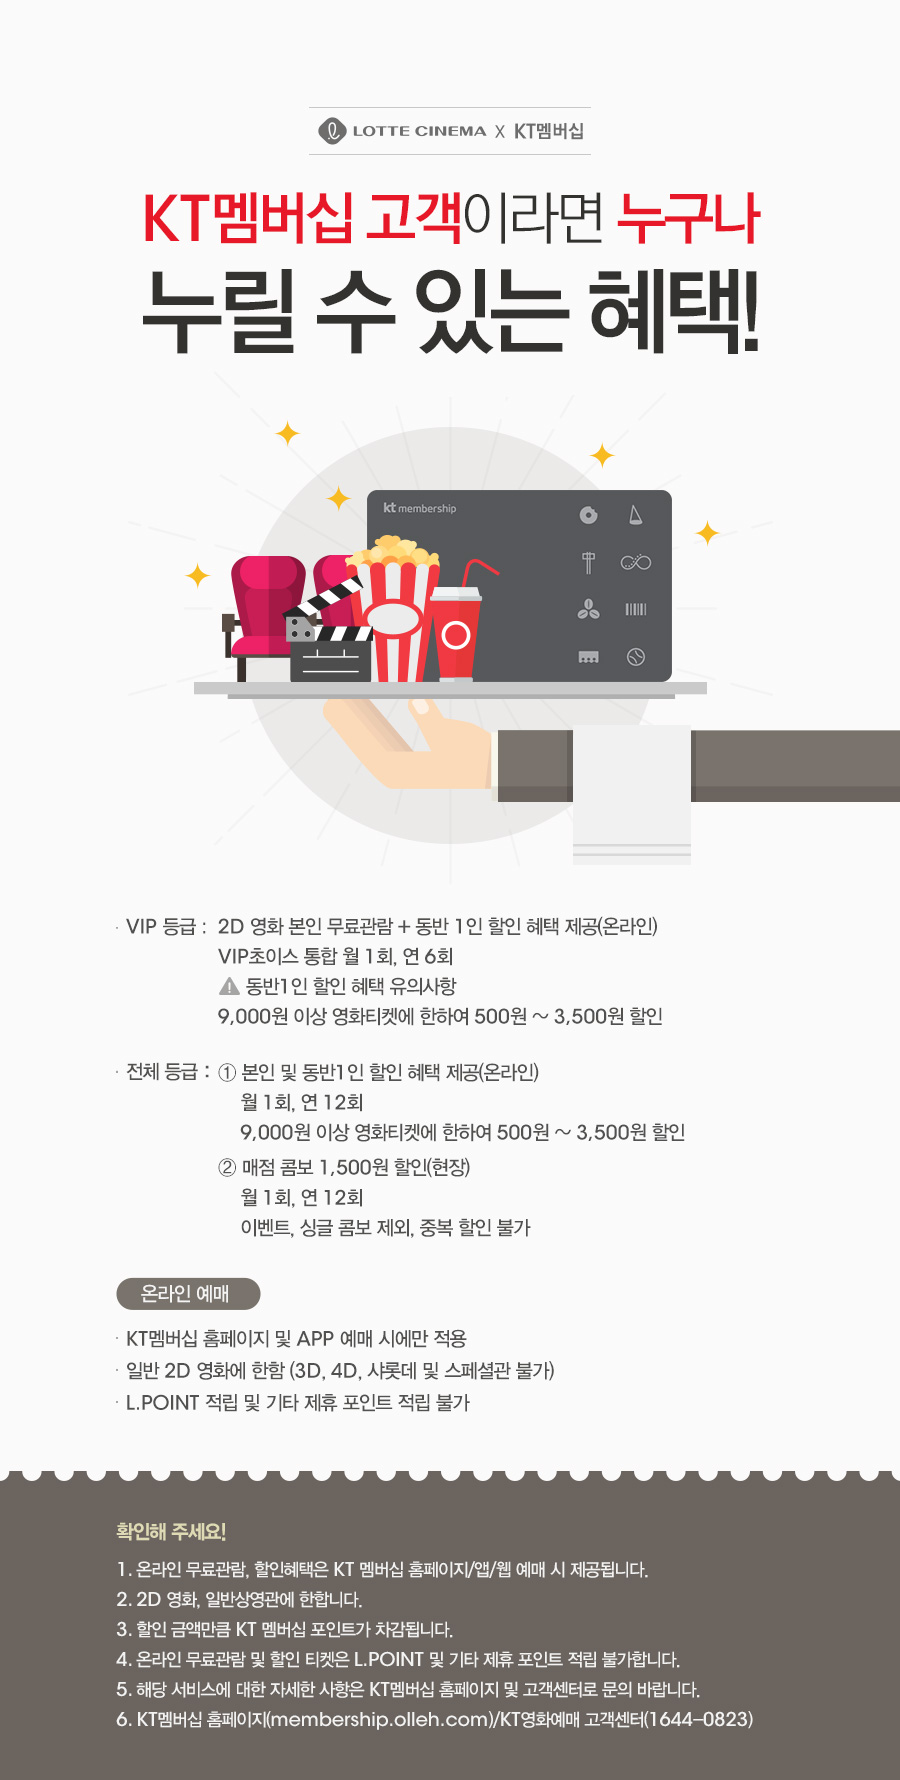 LOTTE CINEMA X KT멤버십
KT멤버십 고객이라면 누구나
누릴 수 있는 혜택!
kt membership
· VIP 등급 : 2D 영화 본인 무료관람 + 동반 1인 할인 혜택 제공(온라인)
VIP초이스 통합 월 1회, 연 6회
동반1인 할인 혜택 유의사항
9,000원 이상 영화티켓에 한하여 500원 ~ 3,500원 할인
· 전체 등급 : ① 본인 및 동반1인 할인 혜택 제공(온라인)
월 1회, 연 12회
9,000원 이상 영화티켓에 한하여 500원 ~ 3,500원 할인
② 매점 콤보 1,500원 할인(현장)
월 1회, 연 12회
이벤트, 싱글 콤보 제외, 중복 할인 불가
온라인 예매
· KT멤버십 홈페이지 및 APP 예매 시에만 적용
· 일반 2D 영화에 한함 (3D, 4D, 샤롯데 및 스페셜관 불가)
· L.POINT 적립 및 기타 제휴 포인트 적립 불가
확인해 주세요!
1. 온라인 무료관람, 할인혜택은 KT 멤버십 홈페이지/앱/웹 예매 시 제공됩니다.
2. 2D 영화, 일반상영관에 한합니다.
3. 할인 금액만큼 KT 멤버십 포인트가 차감됩니다.
4. 온라인 무료관람 및 할인 티켓은 L.POINT 및 기타 제휴 포인트 적립 불가합니다.
5. 해당 서비스에 대한 자세한 사항은 KT멤버십 홈페이지 및 고객센터로 문의 바랍니다.
6. KT멤버십 홈페이지(membership.olleh.com)/KT영화예매 고객센터(1644-0823)